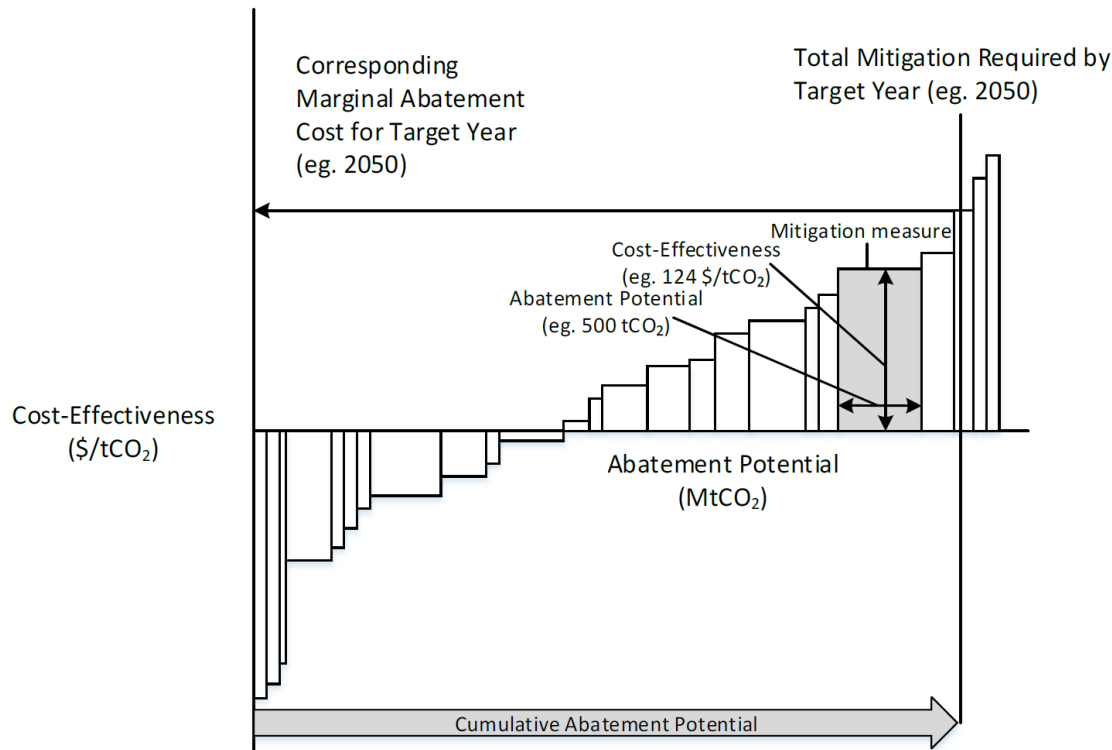 Corresponding
Marginal Abatement
Cost for Target Year
(eg. 2050)
Total Mitigation Required by
Target Year (eg. 2050)
Mitigation measure
Cost-Effectiveness
(eg. 124 $/tCO₂)
Abatement Potential
(eg. 500 tCO₂)
Cost-Effectiveness
($/tCO₂)
Abatement Potential
(MtCO₂)
Cumulative Abatement Potential